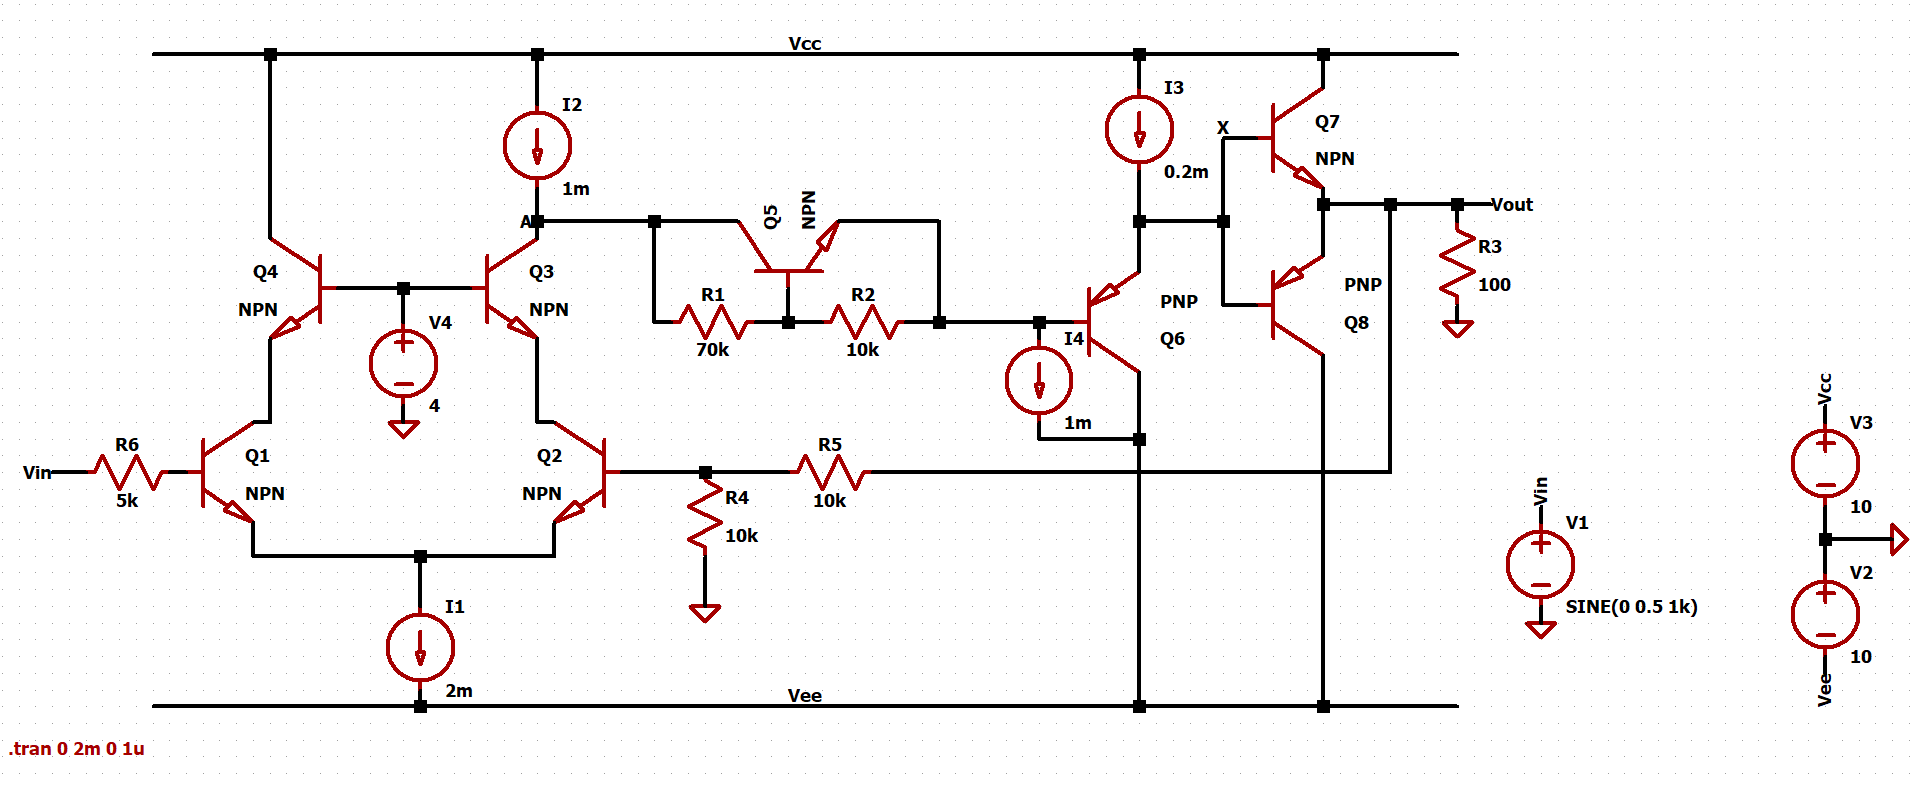 Vcc
I2
1m
A
Q4
NPN
Q3
NPN
V4
4
Q5
NPN
R1
70k
R2
10k
I3
0.2m
X
Q7
NPN
Vout
R3
100
PNP
Q6
PNP
Q8
I4
1m
Vin
R6
5k
Q1
NPN
Q2
NPN
R5
10k
R4
10k
I1
2m
Vee
Vin
V1
SINE(0 0.5 1k)
Vcc
V3
10
V2
10
Vee
.tran 0 2m 0 1u